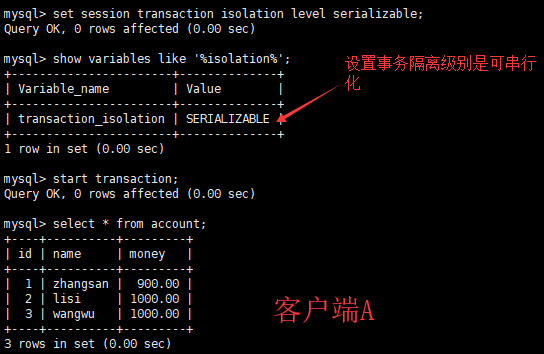 mysql> set session transaction isolation level serializable;
Query OK, 0 rows affected (0.00 sec)
mysql> show variables like '%isolation%';
+-----------------------+--------------+
| Variable_name         | Value        |
+-----------------------+--------------+
| transaction_isolation | SERIALIZABLE |
+-----------------------+--------------+
1 row in set (0.00 sec)
设置事务隔离级别是可串行
化
mysql> start transaction;
Query OK, 0 rows affected (0.00 sec)
mysql> select * from account;
+----+----------+---------+
| id | name     | money   |
+----+----------+---------+
|  1 | zhangsan |  900.00 |
|  2 | lisi     | 1000.00 |
|  3 | wangwu   | 1000.00 |
+----+----------+---------+
3 rows in set (0.00 sec)
客户端A